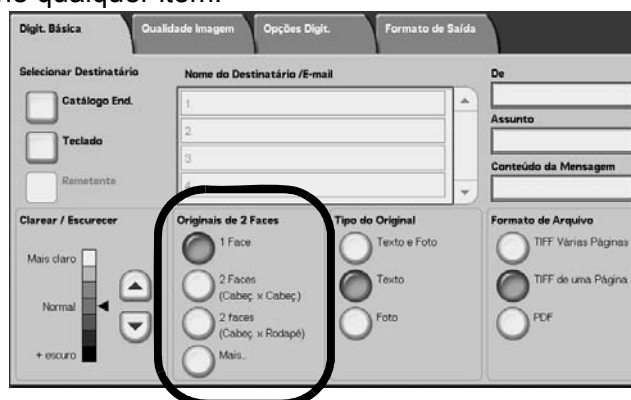 no qualquer item.
Digit. Básica
Qualidade Imagem
Opções Digit.
Formato de Saída
Selecionar Destinatário
Nome do Destinatário /E-mail
De
Catálogo End.
1.
Assunto
Teclado
2.
3.
Conteúdo da Mensagem
Remetente
4.
Clarear / Escurecer
Originais de 2 Faces
Tipo do Original
Formato de Arquivo
Mais claro
1 Face
Texto e Foto
TIFF Várias Páginas
2 Faces
(Cabeç x Cabeç)
Texto
TIFF de uma Página
Normal
2 faces
(Cabeç x Rodapé)
Foto
PDF
+ escuro
Mais..